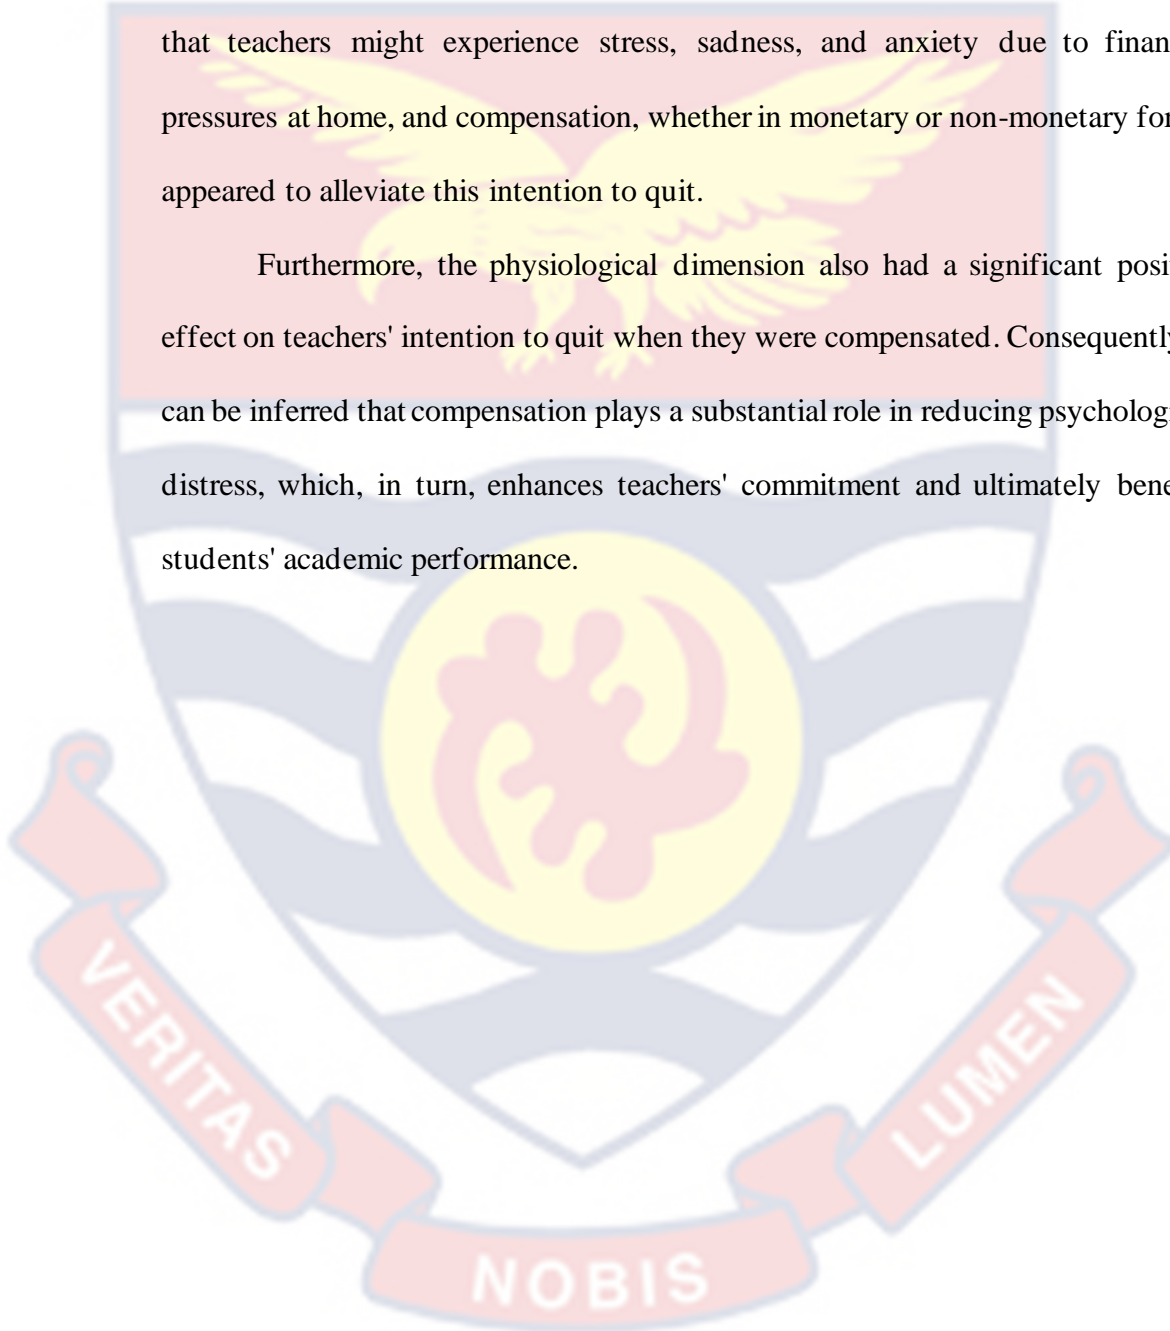 that teachers might experience stress, sadness, and anxiety due to finan
pressures at home, and compensation, whether in monetary or non-monetary for
appeared to alleviate this intention to quit.
Furthermore, the physiological dimension also had a significant posi
effect on teachers' intention to quit when they were compensated. Consequently
can be inferred that compensation plays a substantial role in reducing psycholog
distress, which, in turn, enhances teachers' commitment and ultimately bene
students' academic performance.
VERITAS
NOBIS
LUMEN